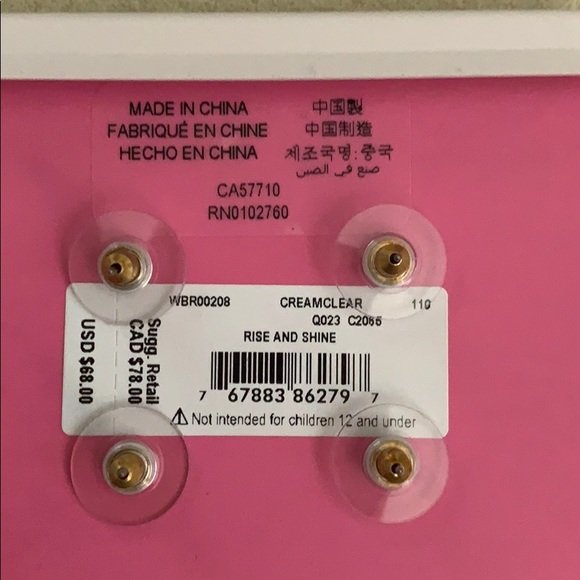 MADE IN CHINA
FABRIQUÉ EN CHINE
HECHO EN CHINA
中国製
中国制造
제조국명:중국
صنع في الصين
CA57710
RN0102760
WBR00208 CREAMCLEAR 110
Q023 C2065
RISE AND SHINE
7 67883 86279 7
⚠ Not intended for children 12 and under
Sugg. Retail
CAD $78.00
USD $68.00